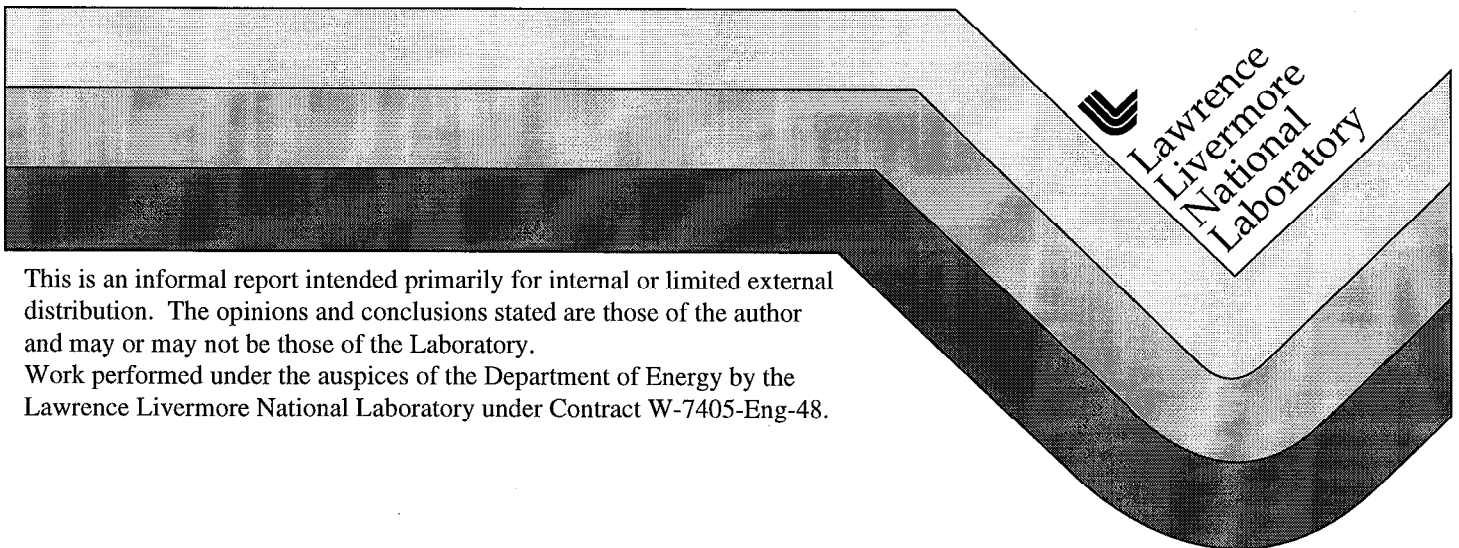 Lawrence
Livermore
National
Laboratory
This is an informal report intended primarily for internal or limited external
distribution.  The opinions and conclusions stated are those of the author
and may or may not be those of the Laboratory.
Work performed under the auspices of the Department of Energy by the
Lawrence Livermore National Laboratory under Contract W-7405-Eng-48.